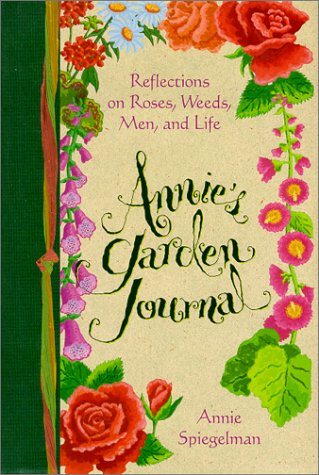 Reflections
on Roses, Weeds,
Men, and Life
Annie's
Garden
Journal
Annie
Spiegelman